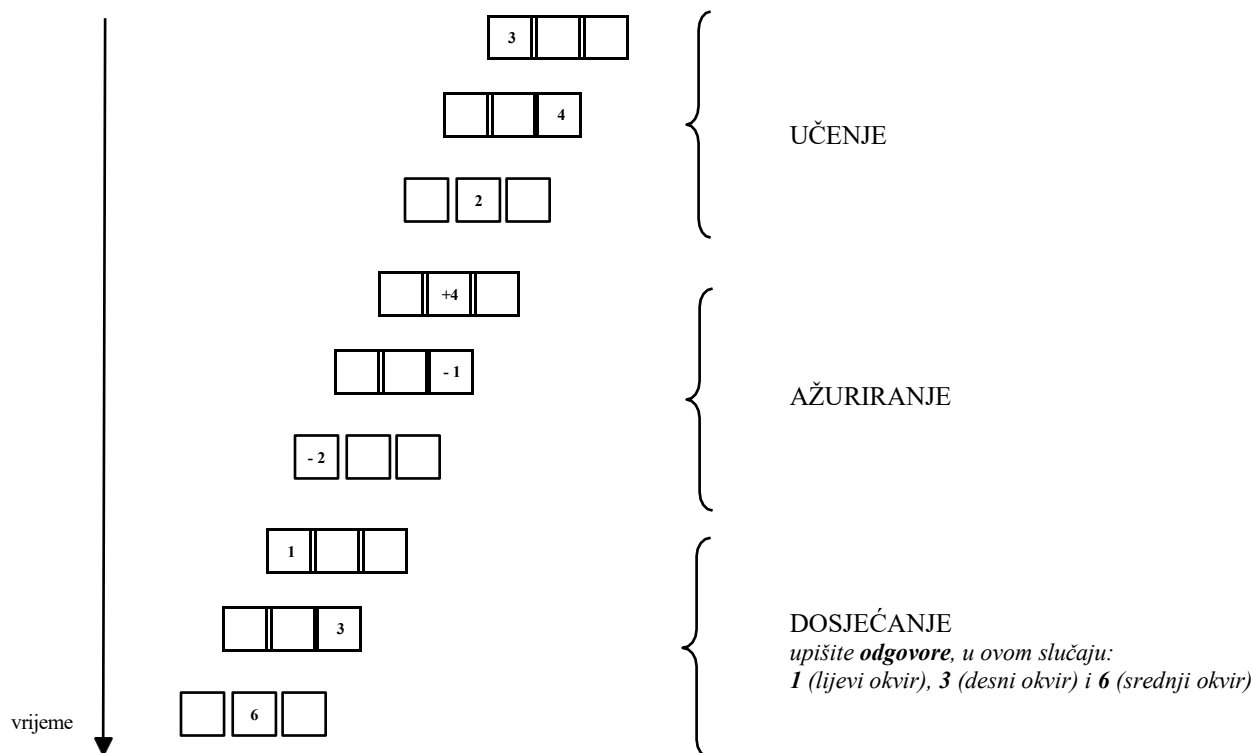 3
4
UČENJE
2
+4
- 1
AŽURIRANJE
- 2
1
3
DOSJEĆANJE
upišite odgovore, u ovom slučaju:
1 (lijevi okvir), 3 (desni okvir) i 6 (srednji okvir)
6
vrijeme